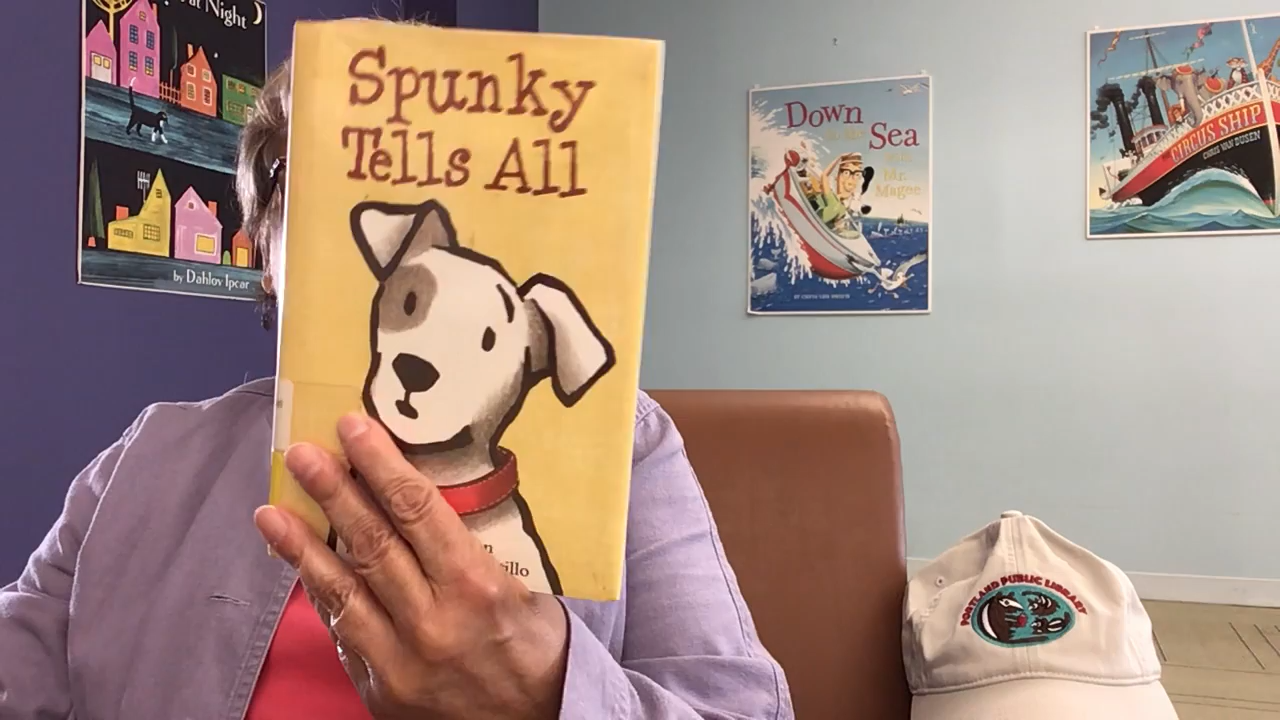 at Night
by Dahlov Ipcar
Spunky
Tells All
Down
Sea
Mr.
Magee
CIRCUS SHIP
CHRIS VAN DUSEN
PORTLAND PUBLIC LIBRARY